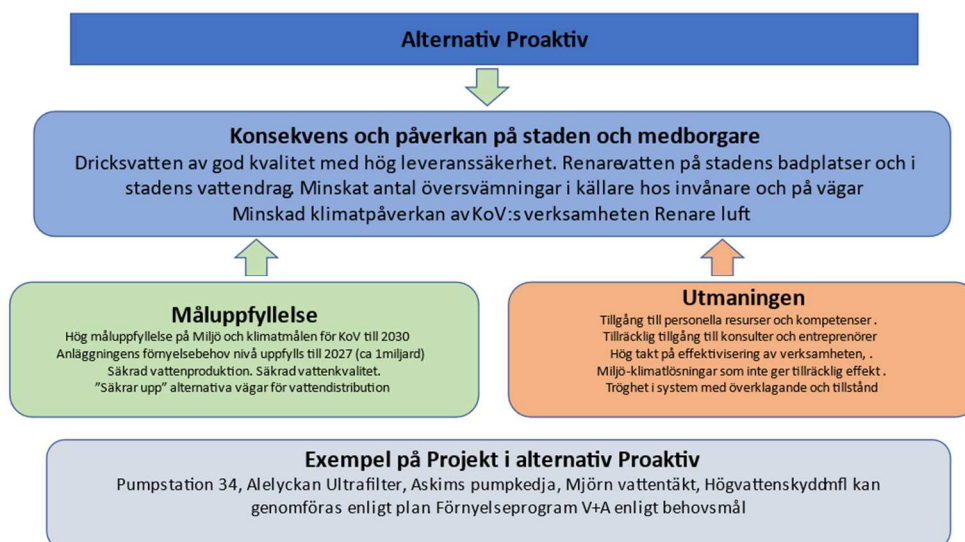 Alternativ Proaktiv
Konsekvens och påverkan på staden och medborgare
Dricksvatten av god kvalitet med hög leveranssäkerhet. Renarevatten på stadens badplatser och i
stadens vattendrag. Minskat antal översvämningar i källare hos invånare och på vägar
Minskad klimatpåverkan av KoV:s verksamheten Renare luft
Måluppfyllelse
Hög måluppfyllelse på Miljö och klimatmålen för KoV till 2030
Anläggningens förnyelsebehov nivå uppfylls till 2027 (ca 1miljard)
Säkrad vattenproduktion. Säkrad vattenkvalitet.
”Säkrar upp” alternativa vägar för vattendistribution
Utmaningen
Tillgång till personella resurser och kompetenser .
Tillräcklig tillgång till konsulter och entreprenörer
Hög takt på effektivisering av verksamheten, .
Miljö-klimatlösningar som inte ger tillräcklig effekt .
Tröghet i system med överklagande och tillstånd
Exempel på Projekt i alternativ Proaktiv
Pumpstation 34, Alelyckan Ultrafilter, Askims pumpkedja, Mjörn vattentäkt, Högvattenskyddmfl kan
genomföras enligt plan Förnyelseprogram V+A enligt behovsmål